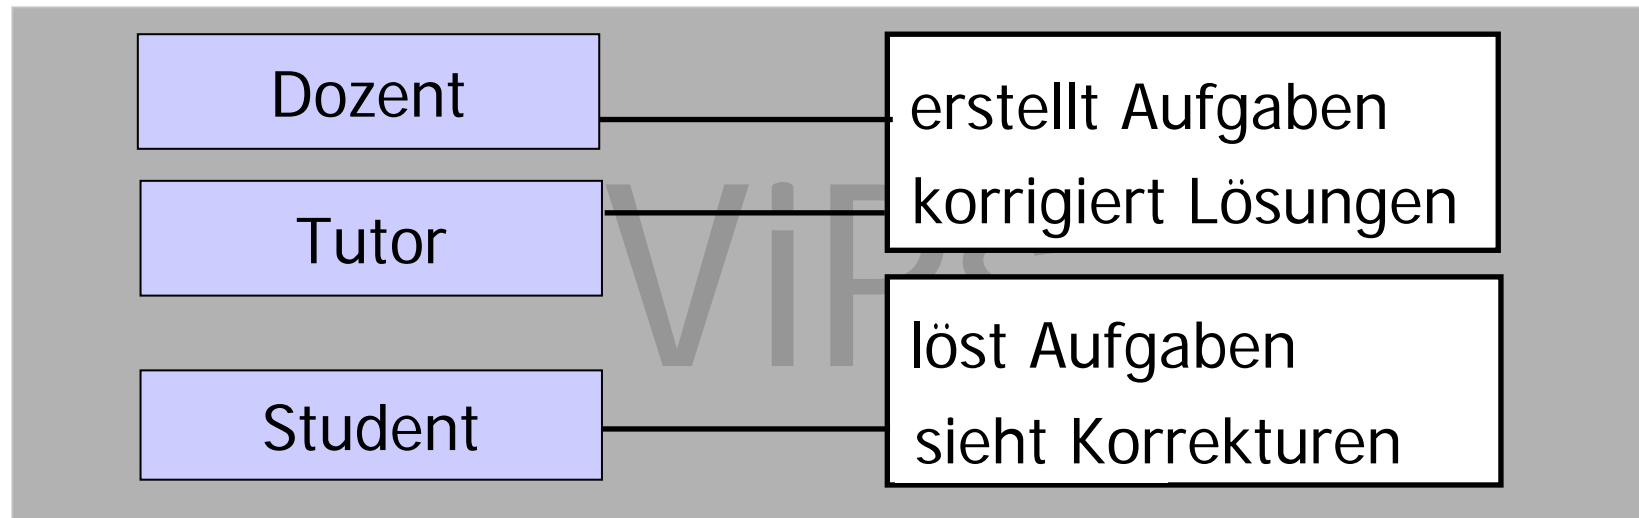 Dozent
Tutor
Student
erstellt Aufgaben
korrigiert Lösungen
löst Aufgaben
sieht Korrekturen